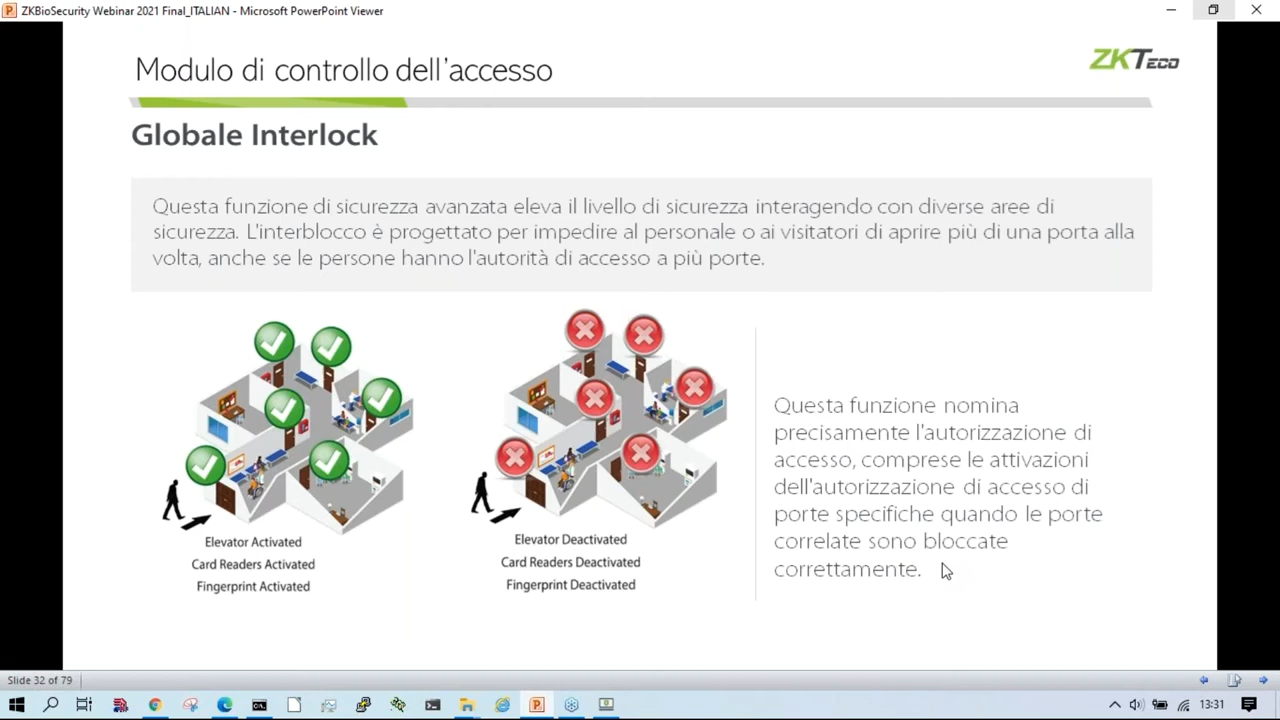 ZKBioSecurity Webinar 2021 Final_ITALIAN - Microsoft PowerPoint Viewer
Modulo di controllo dell'accesso
ZKTeco
Globale Interlock
Questa funzione di sicurezza avanzata eleva il livello di sicurezza interagendo con diverse aree di
sicurezza. L'interblocco è progettato per impedire al personale o ai visitatori di aprire più di una porta alla
volta, anche se le persone hanno l'autorità di accesso a più porte.
Elevator Activated
Card Readers Activated
Fingerprint Activated
Elevator Deactivated
Card Readers Deactivated
Fingerprint Deactivated
Questa funzione nomina
precisamente l'autorizzazione di
accesso, comprese le attivazioni
dell'autorizzazione di accesso di
porte specifiche quando le porte
correlate sono bloccate
correttamente.
Slide 32 of 79
13:31